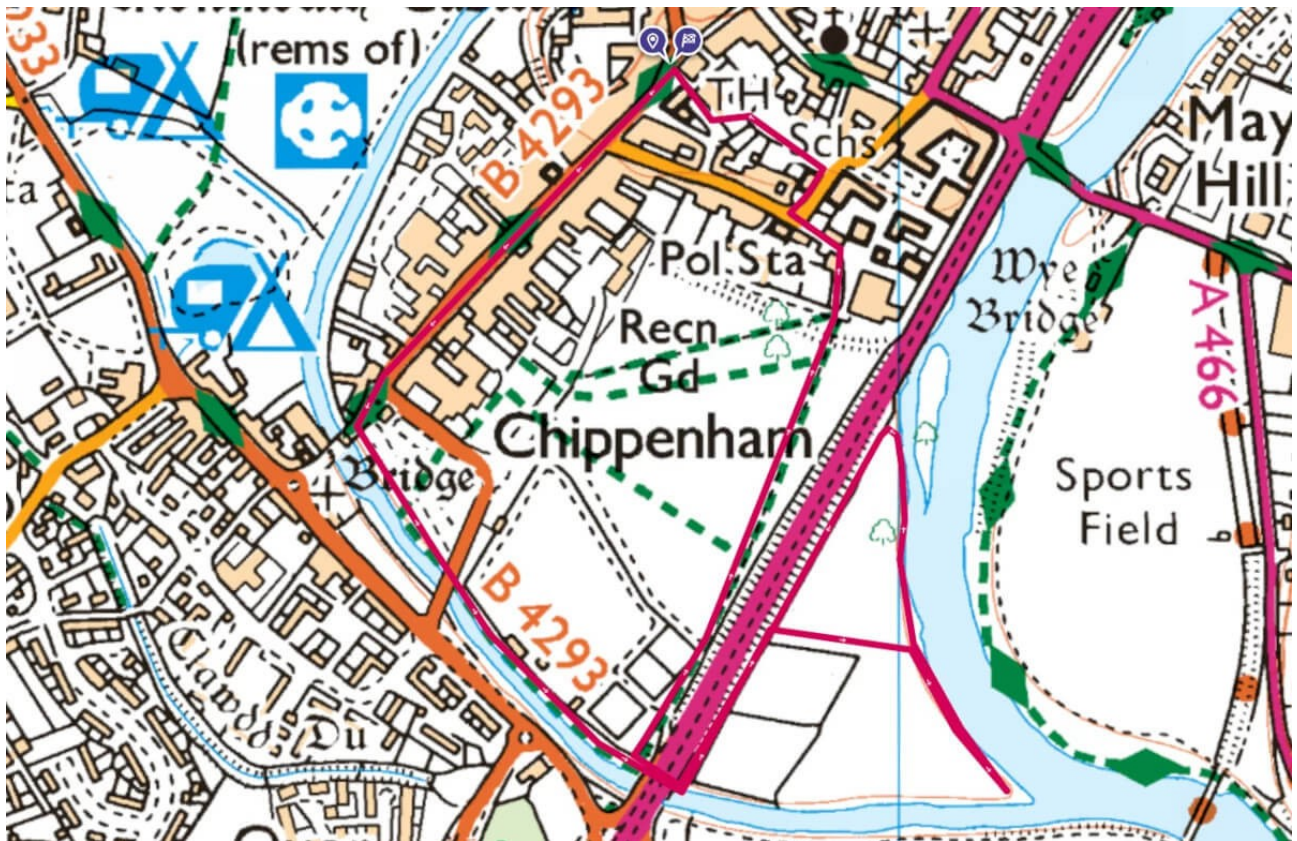 (rems of)
B 4293
TH
Schs
May
Hill
Pol Sta
Wye
Bridge
Recn
Gd
A 466
Chippenham
Bridge
Sports
Field
B 4293
Clawdd Du